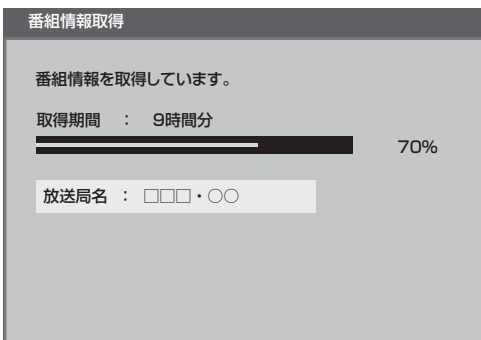 番組情報取得
番組情報を取得しています。
取得期間 : 9時間分
70%
放送局名 : □□□・○○